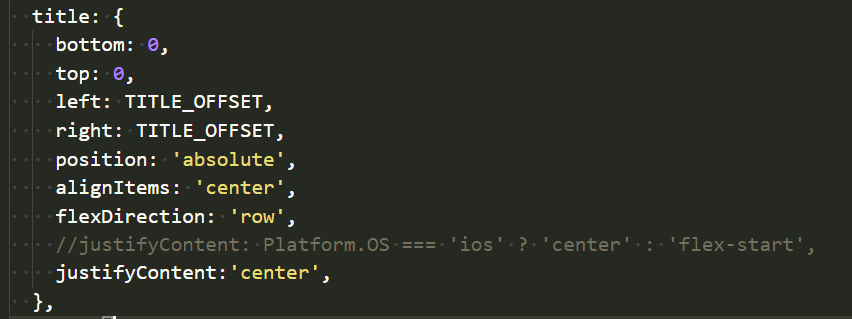 title: {
bottom: 0,
top: 0,
left: TITLE_OFFSET,
right: TITLE_OFFSET,
position: 'absolute',
alignItems: 'center',
flexDirection: 'row',
//justifyContent: Platform.OS === 'ios' ? 'center' : 'flex-start',
justifyContent:'center',
},